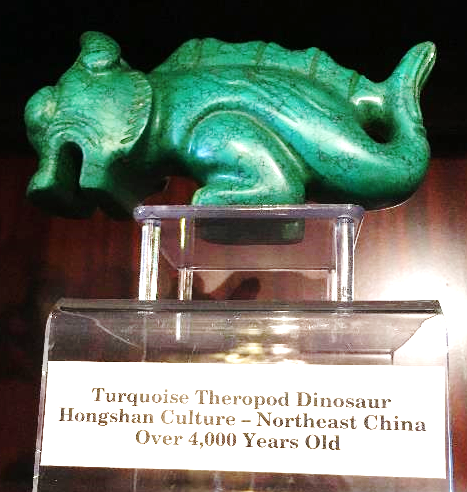 Turquoise Theropod Dinosaur
Hongshan Culture – Northeast China
Over 4,000 Years Old